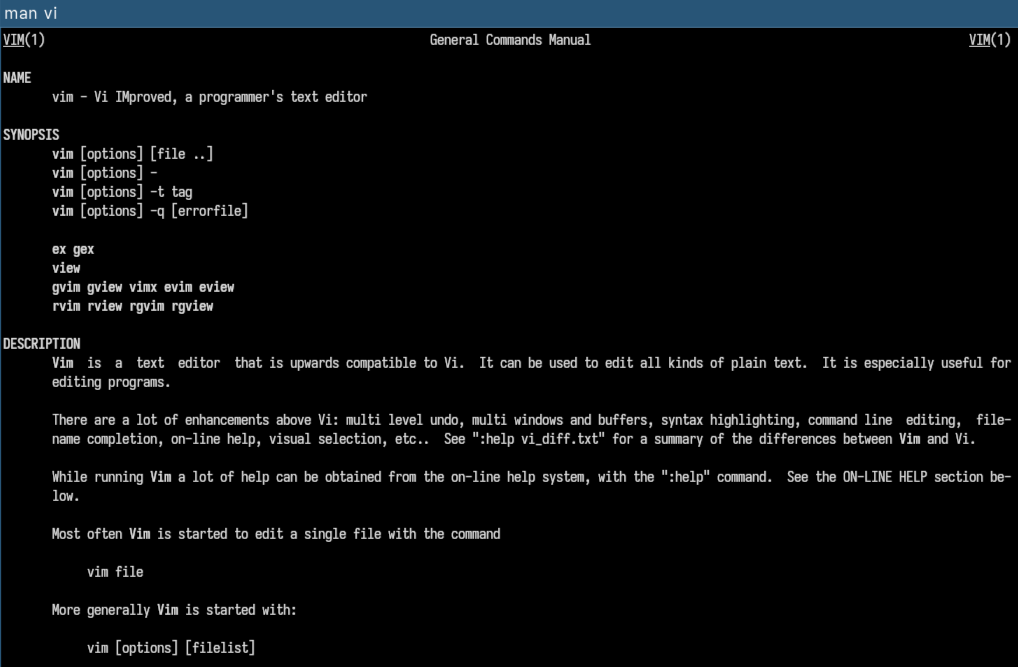 man vi
VIM(1) General Commands Manual VIM(1)
NAME
vim - Vi IMproved, a programmer's text editor
SYNOPSIS
vim [options] [file ..]
vim [options] -
vim [options] -t tag
vim [options] -q [errorfile]
ex gex
view
gvim gview vimx evim eview
rvim rview rgvim rgview
DESCRIPTION
Vim is a text editor that is upwards compatible to Vi. It can be used to edit all kinds of plain text. It is especially useful for
editing programs.
There are a lot of enhancements above Vi: multi level undo, multi windows and buffers, syntax highlighting, command line editing, file-
name completion, on-line help, visual selection, etc.. See ":help vi_diff.txt" for a summary of the differences between Vim and Vi.
While running Vim a lot of help can be obtained from the on-line help system, with the ":help" command. See the ON-LINE HELP section be-
low.
Most often Vim is started to edit a single file with the command
vim file
More generally Vim is started with:
vim [options] [filelist]